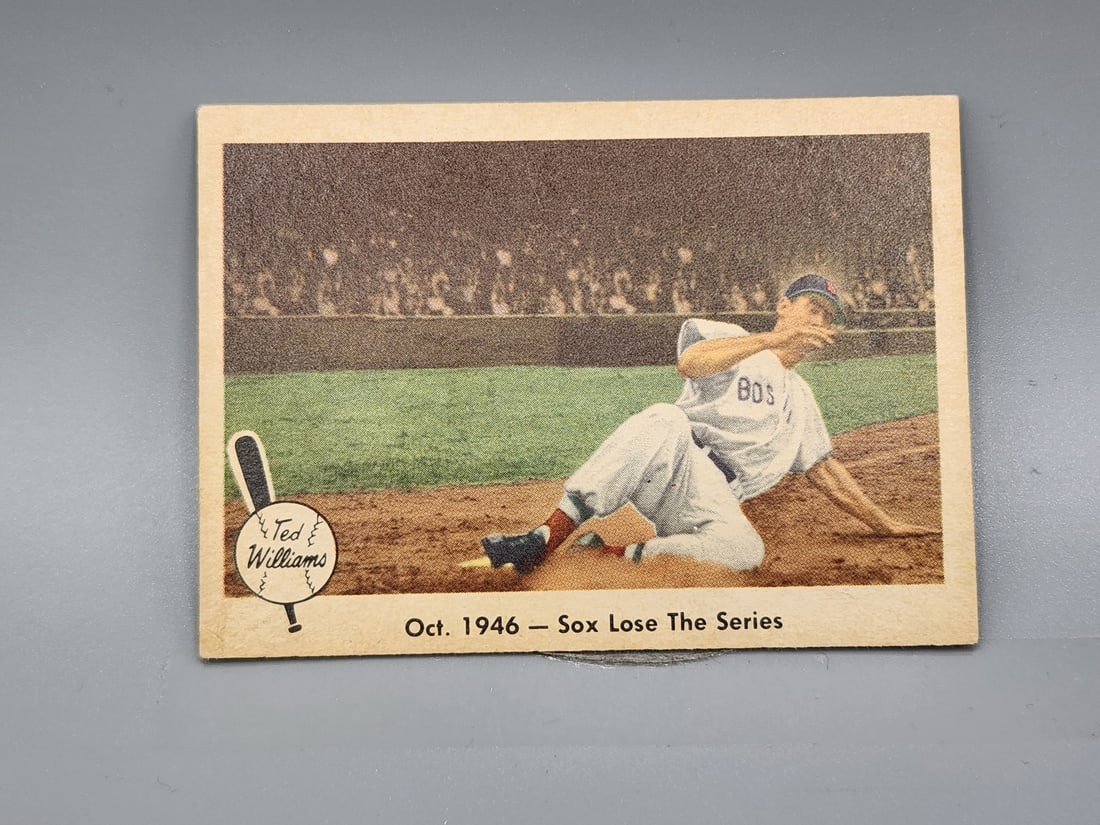 BOS
Ted
Williams
Oct. 1946 — Sox Lose The Series